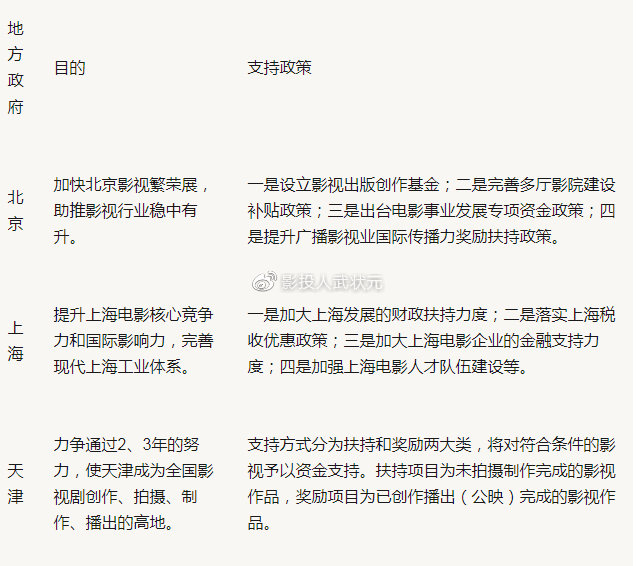 地
方
政
府
目的
支持政策
北
京
加快北京影视繁荣展，
助推影视行业稳中有
升。
一是设立影视出版创作基金；二是完善多厅影院建设
补贴政策；三是出台电影事业发展专项资金政策；四
是提升广播影视业国际传播力奖励扶持政策。
影投人武状元
上
海
提升上海电影核心竞争
力和国际影响力，完善
现代上海工业体系。
一是加大上海发展的财政扶持力度；二是落实上海税
收优惠政策；三是加大上海电影企业的金融支持力
度；四是加强上海电影人才队伍建设等。
天
津
力争通过2、3年的努
力，使天津成为全国影
视剧创作、拍摄、制
作、播出的高地。
支持方式分为扶持和奖励两大类，将对符合条件的影
视予以资金支持。扶持项目为未拍摄制作完成的影视
作品，奖励项目为已创作播出（公映）完成的影视作
品。